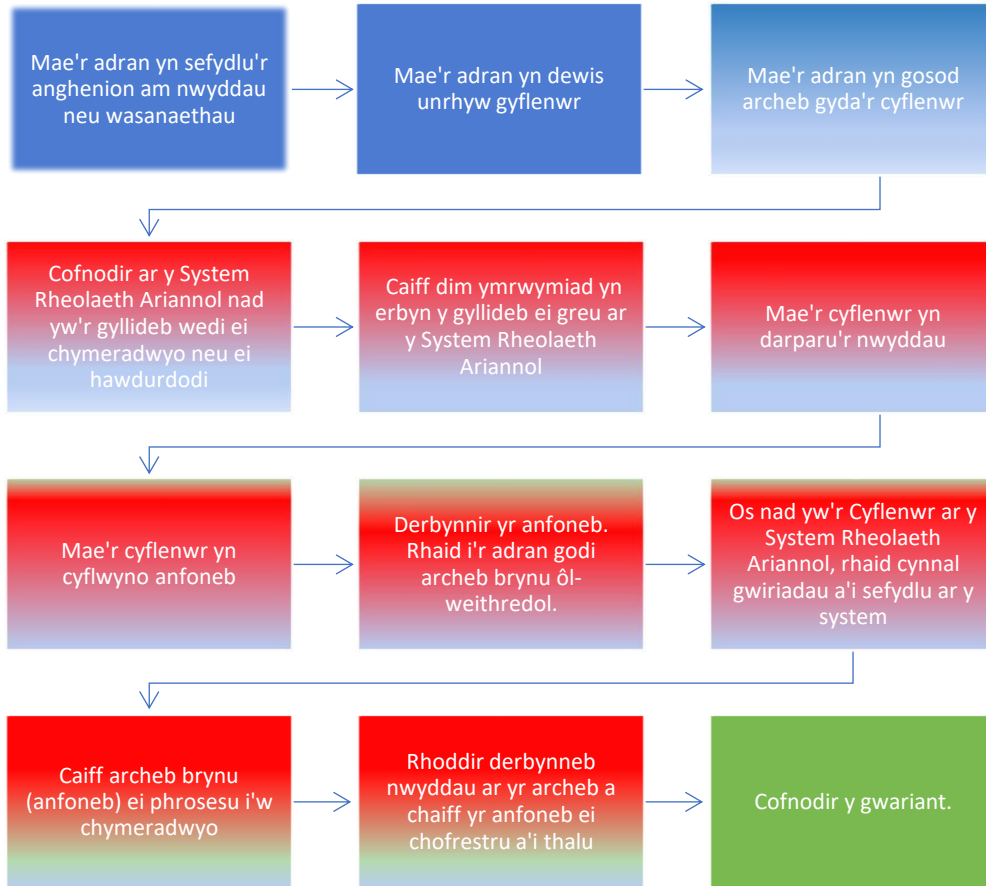 Mae'r adran yn sefydlu'r
anghenion am nwyddau
neu wasanaethau
Mae'r adran yn dewis
unrhyw gyflenwr
Mae'r adran yn gosod
archeb gyda'r cyflenwr
Cofnodir ar y System
Rheolaeth Ariannol nad
yw'r gyllideb wedi ei
chymeradwyo neu ei
hawdurdodi
Caiff dim ymrwymiad yn
erbyn y gyllideb ei greu ar
y System Rheolaeth
Ariannol
Mae'r cyflenwr yn
darparu'r nwyddau
Mae'r cyflenwr yn
cyflwyno anfoneb
Derbynnir yr anfoneb.
Rhaid i'r adran godi
archeb brynu ôl-
weithredol.
Os nad yw'r Cyflenwr ar y
System Rheolaeth
Ariannol, rhaid cynnal
gwiriadau a'i sefydlu ar y
system
Caiff archeb brynu
(anfoneb) ei phrosesu i'w
chymeradwyo
Rhoddir derbynneb
nwyddau ar yr archeb a
chaiff yr anfoneb ei
chofrestru a'i thalu
Cofnodir y gwariant.